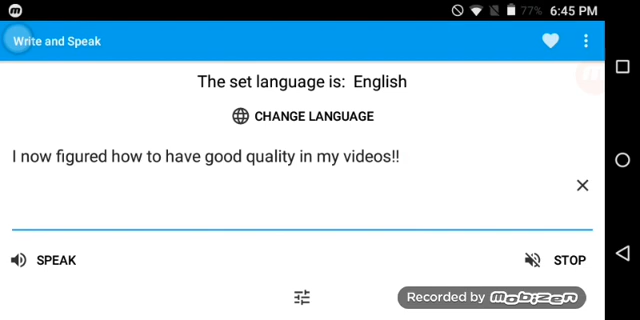 77% 6:45 PM
Write and Speak
The set language is: English
CHANGE LANGUAGE
I now figured how to have good quality in my videos!!
SPEAK
STOP
Recorded by MOBIZEN